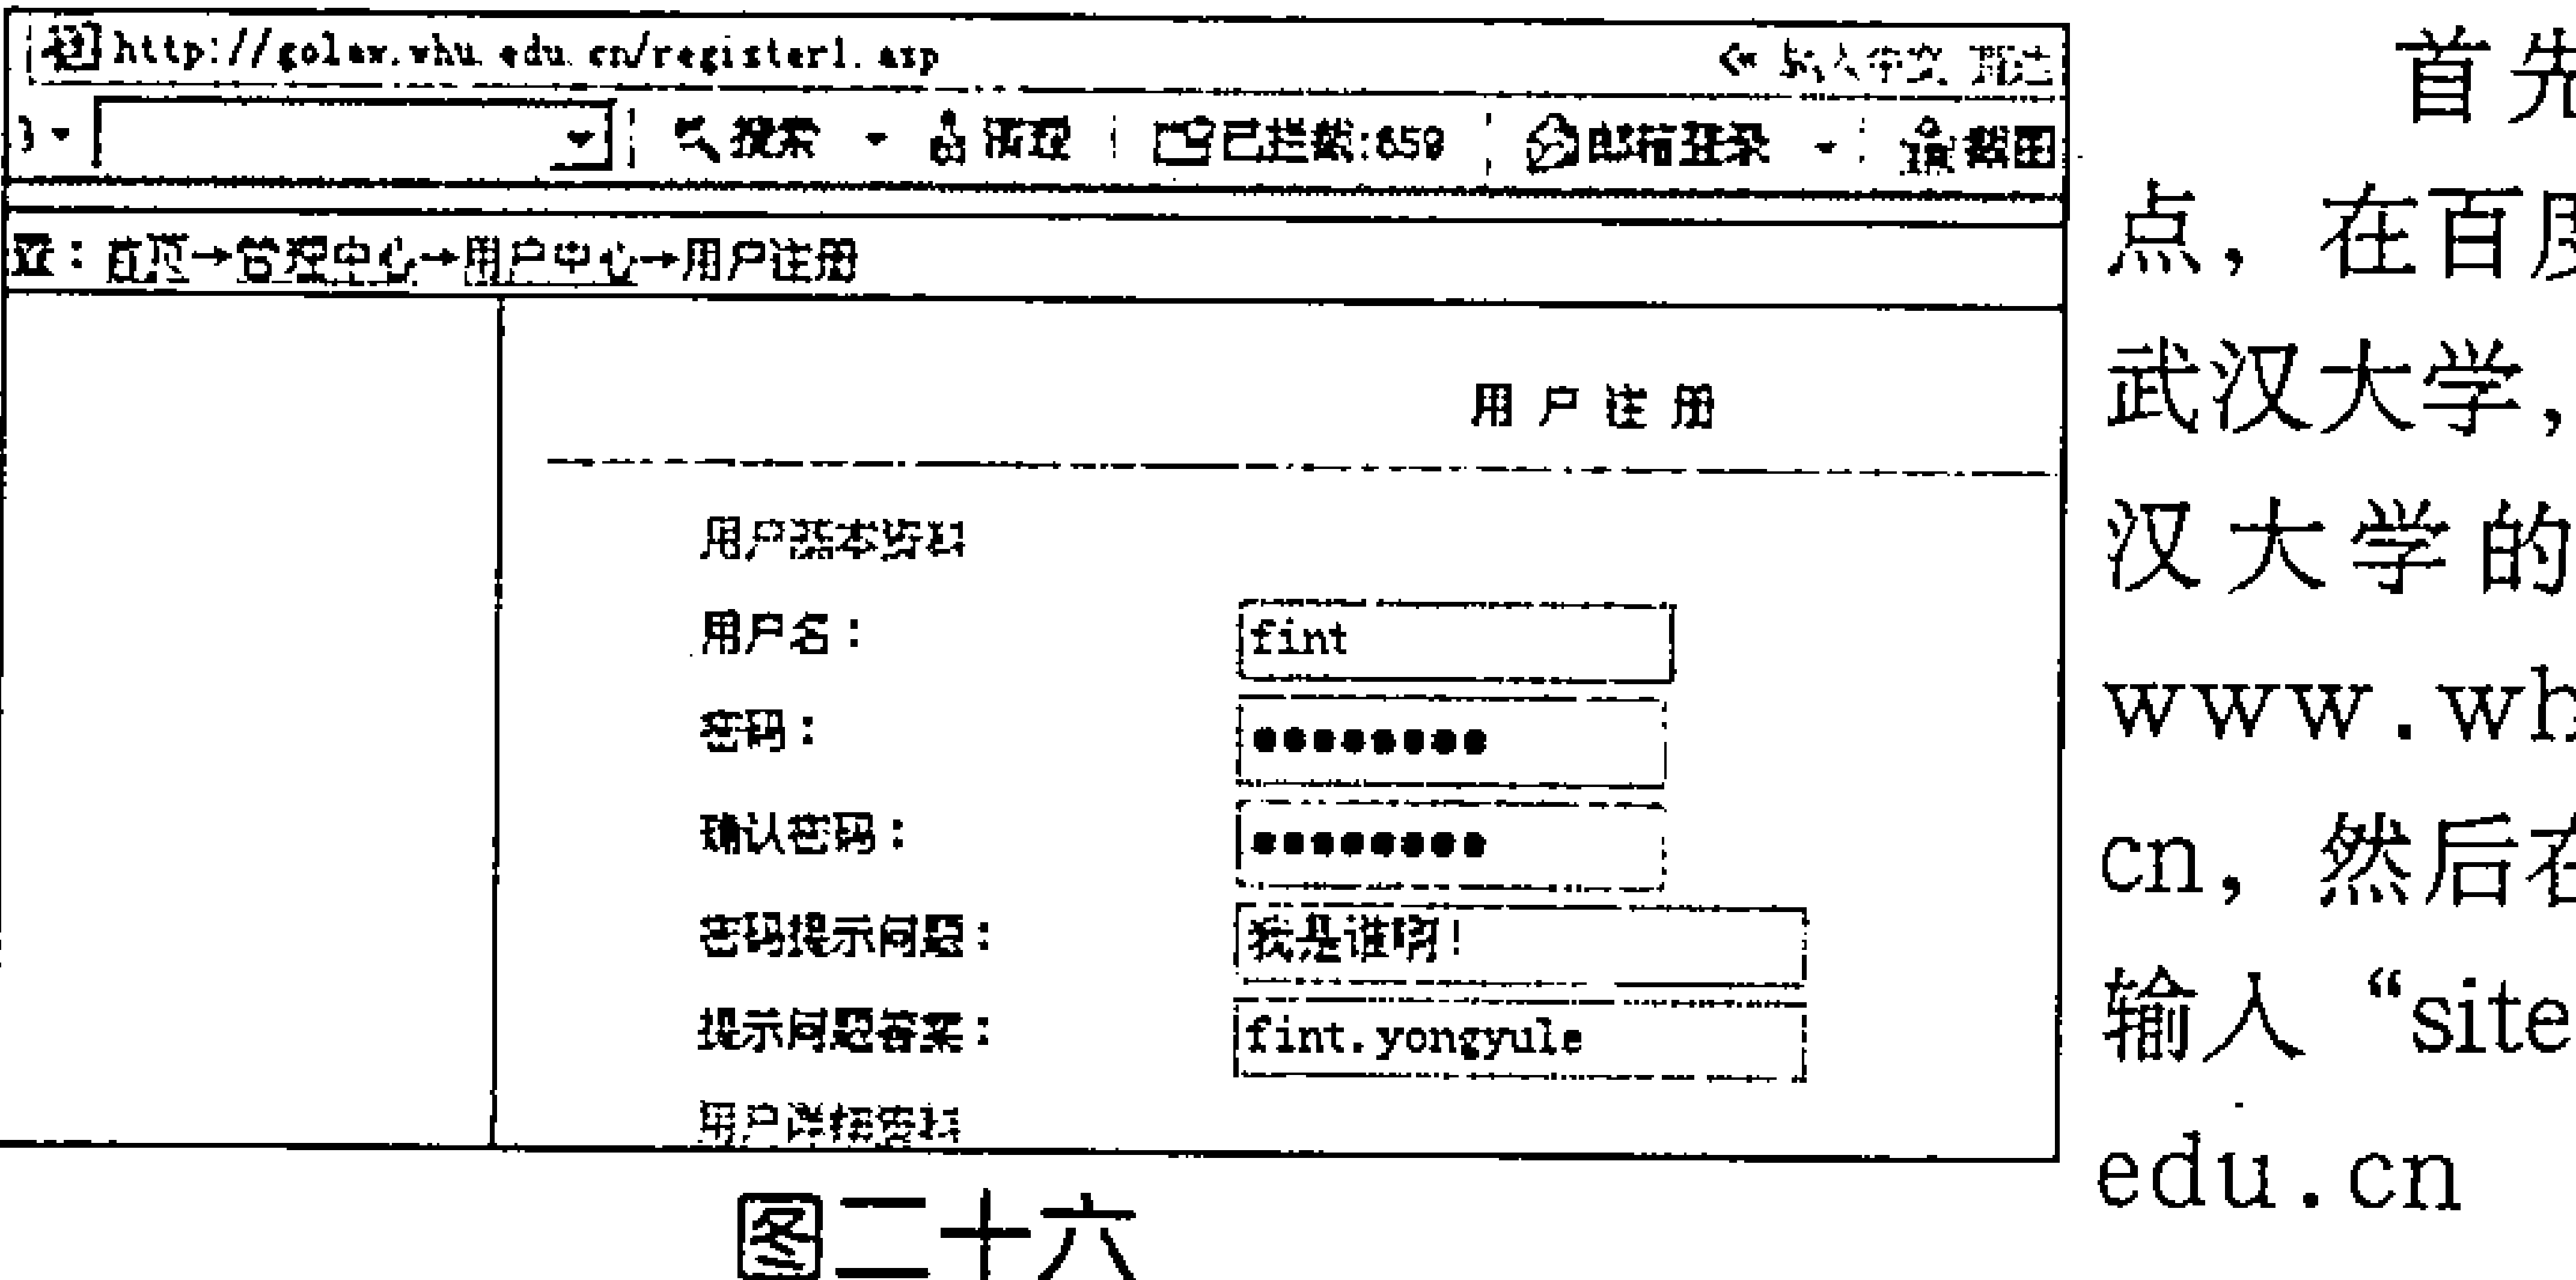 http://golaw.whu.edu.cn/register1.asp
搜索 清理 已拦截:659 邮箱登录 截图
置：首页→管理中心→用户中心→用户注册
用户注册
用户基本资料
用户名： fint
密码： ●●●●●●●●
确认密码： ●●●●●●●●
密码提示问题： 我是谁啊!
提示问题答案： fint.yongyule
用户详细资料
图二十六
首先
点，在百度
武汉大学，
汉大学的
www.wh
cn，然后在
输入“site
edu.cn